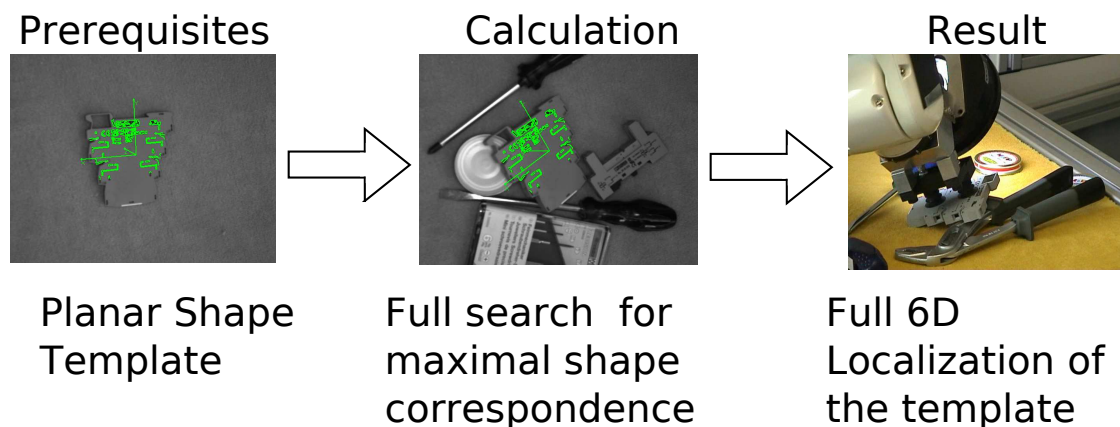 Prerequisites
Calculation
Result
Planar Shape
Template
Full search for
maximal shape
correspondence
Full 6D
Localization of
the template